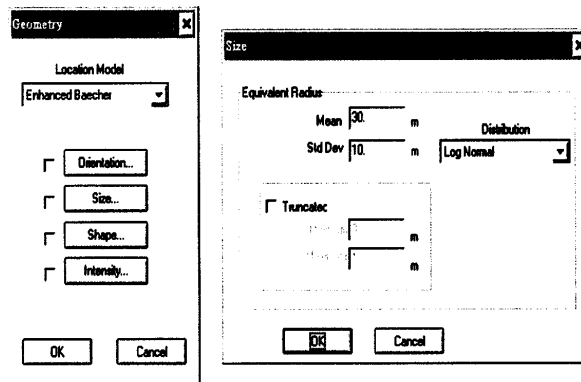 Geometry
Location Model
Enhanced Baecher
Orientation...
Size...
Shape...
Intensity...
OK
Cancel
Size
Equivalent Radius
Mean 30. m
Std Dev 10. m
Distribution
Log Normal
Truncated
m
m
OK
Cancel